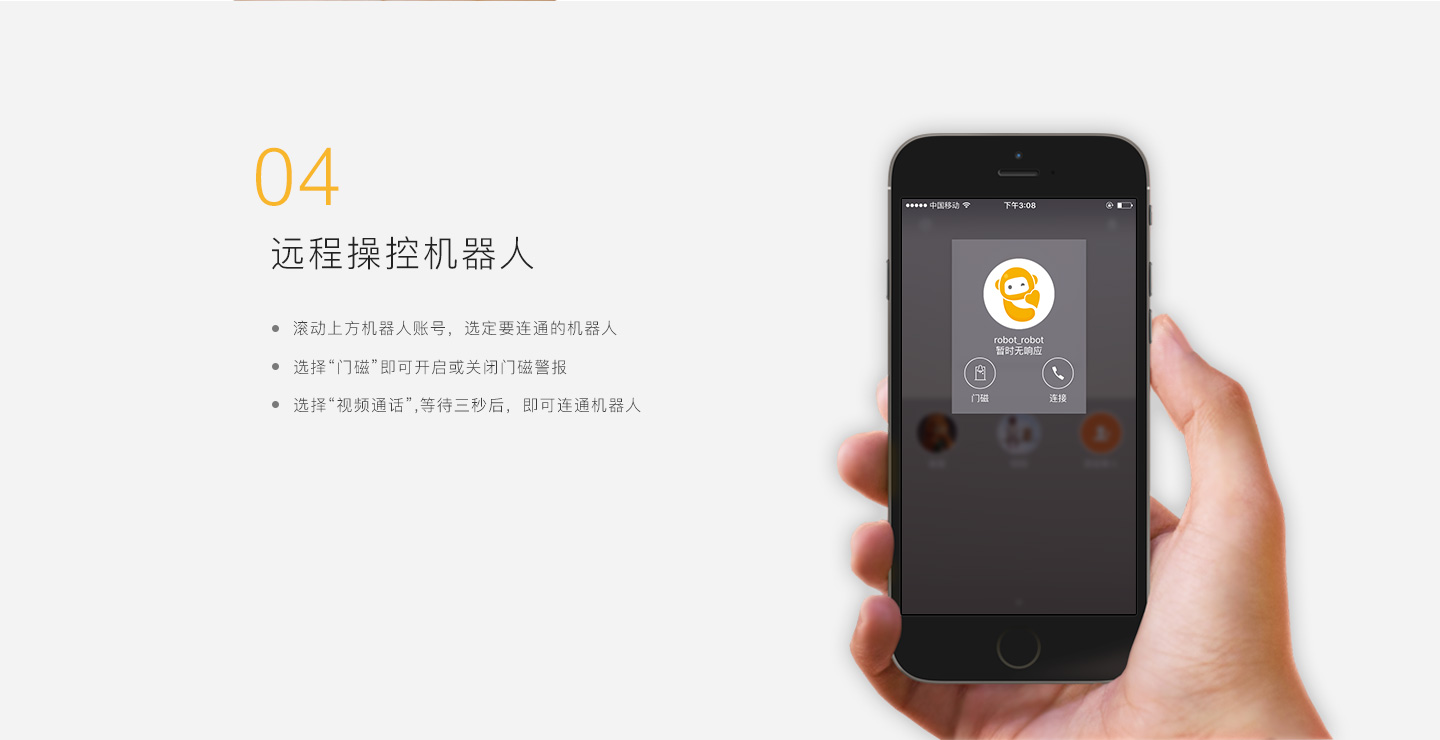 04
远程操控机器人
滚动上方机器人账号，选定要连通的机器人
选择“门磁”即可开启或关闭门磁警报
选择“视频通话”,等待三秒后，即可连通机器人
中国移动 下午3:08
robot_robot
暂时无响应
门磁 连接